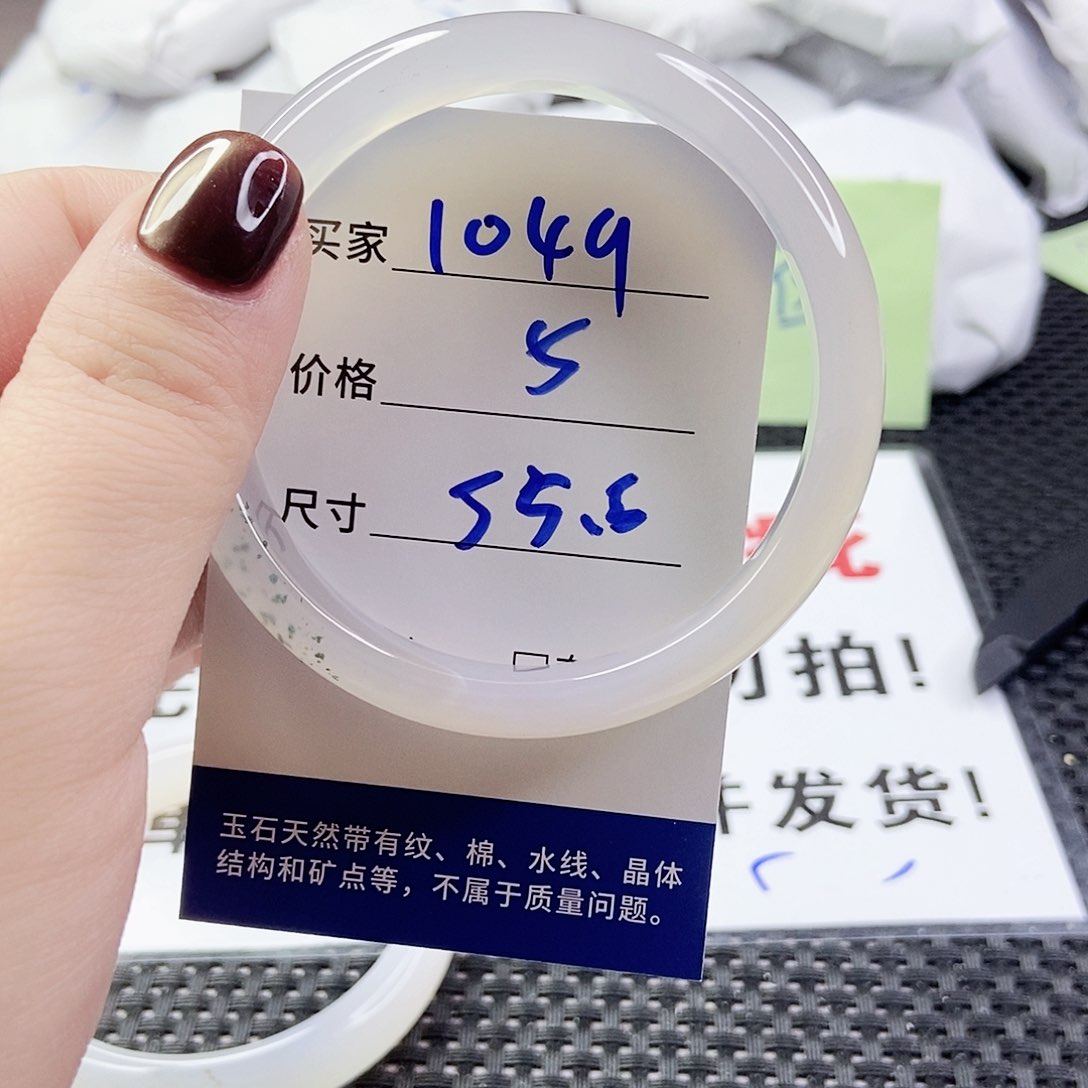 买家 1049
价格 5
尺寸 55.6
玉石天然带有纹、棉、水线、晶体
结构和矿点等，不属于质量问题。
拍!
发货!